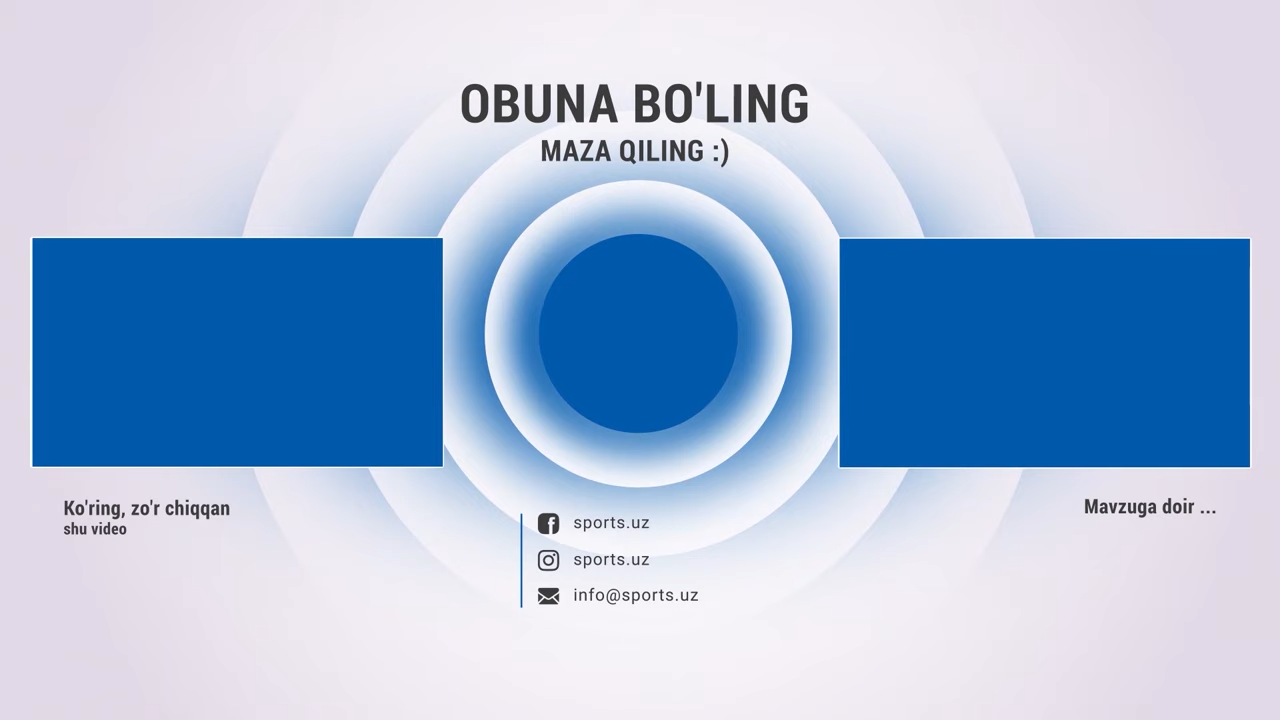 OBUNA BO'LING
MAZA QILING :)
Ko'ring, zo'r chiqqan
shu video
Mavzuga doir ...
sports.uz
sports.uz
info@sports.uz